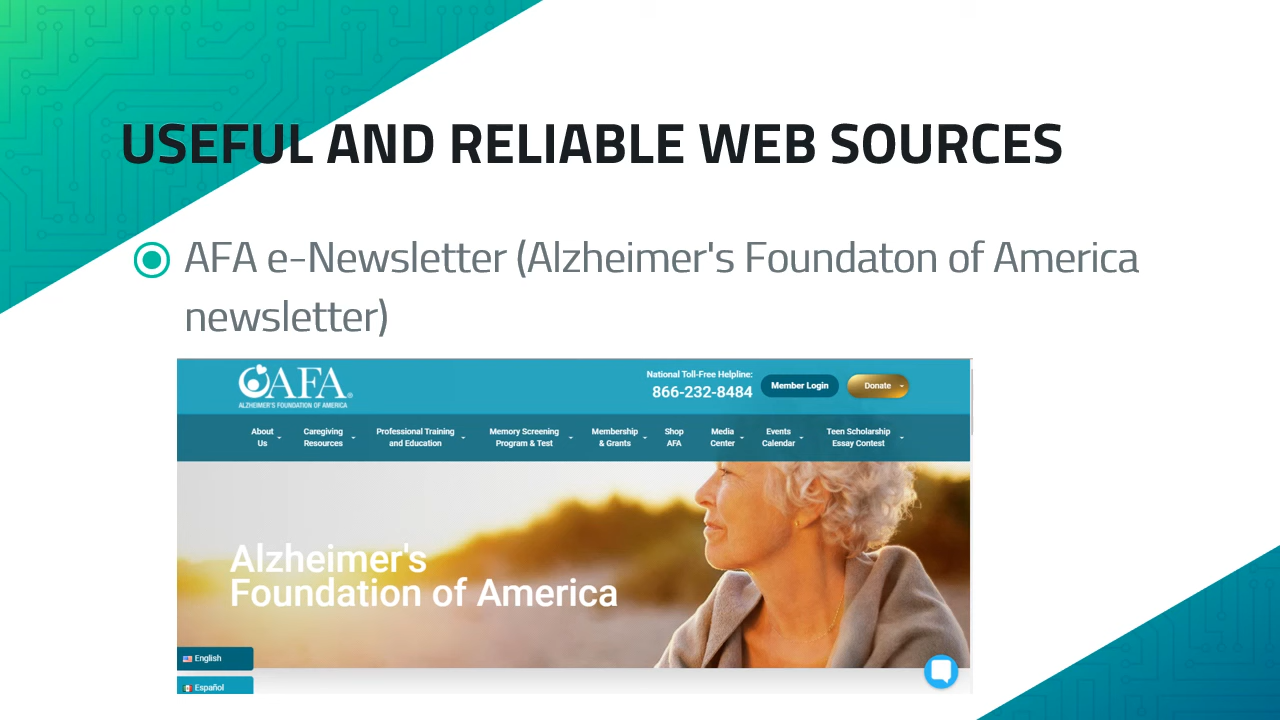 USEFUL AND RELIABLE WEB SOURCES
AFA e-Newsletter (Alzheimer's Foundaton of America
newsletter)
AFA®
ALZHEIMER'S FOUNDATION OF AMERICA
National Toll-Free Helpline:
866-232-8484
Member Login
Donate
About
Us
Caregiving
Resources
Professional Training
and Education
Memory Screening
Program & Test
Membership
& Grants
Shop
AFA
Media
Center
Events
Calendar
Teen Scholarship
Essay Contest
Alzheimer's
Foundation of America
English
Español